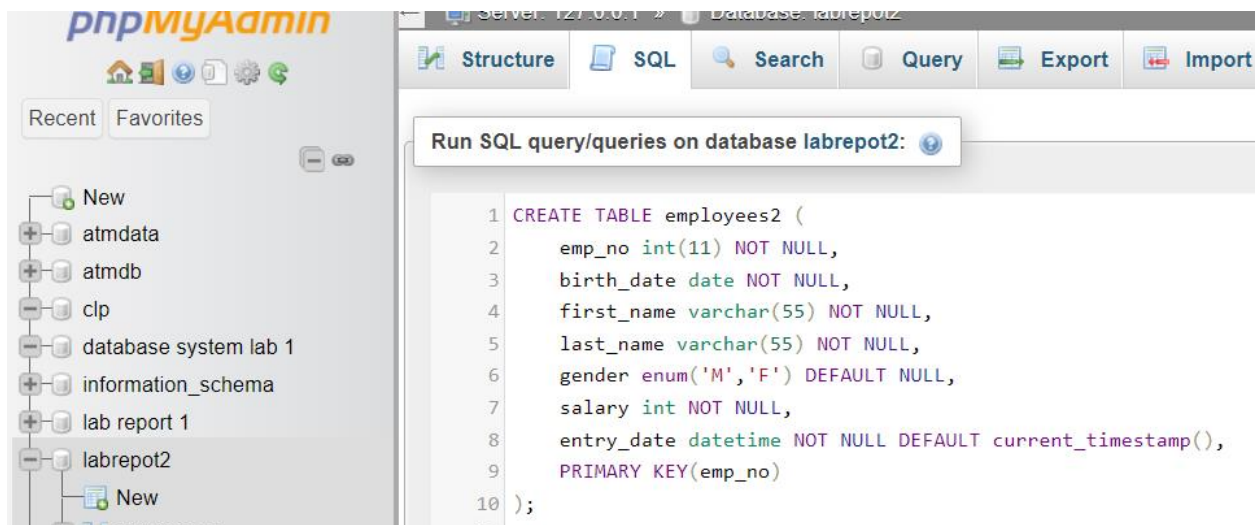 phpMyAdmin
Recent Favorites
New
atmdata
atmdb
clp
database system lab 1
information_schema
lab report 1
labrepot2
New
Server: 127.0.0.1 » Database: labrepot2
Structure SQL Search Query Export Import
Run SQL query/queries on database labrepot2:
1 CREATE TABLE employees2 (
2 emp_no int(11) NOT NULL,
3 birth_date date NOT NULL,
4 first_name varchar(55) NOT NULL,
5 last_name varchar(55) NOT NULL,
6 gender enum('M','F') DEFAULT NULL,
7 salary int NOT NULL,
8 entry_date datetime NOT NULL DEFAULT current_timestamp(),
9 PRIMARY KEY(emp_no)
10 );